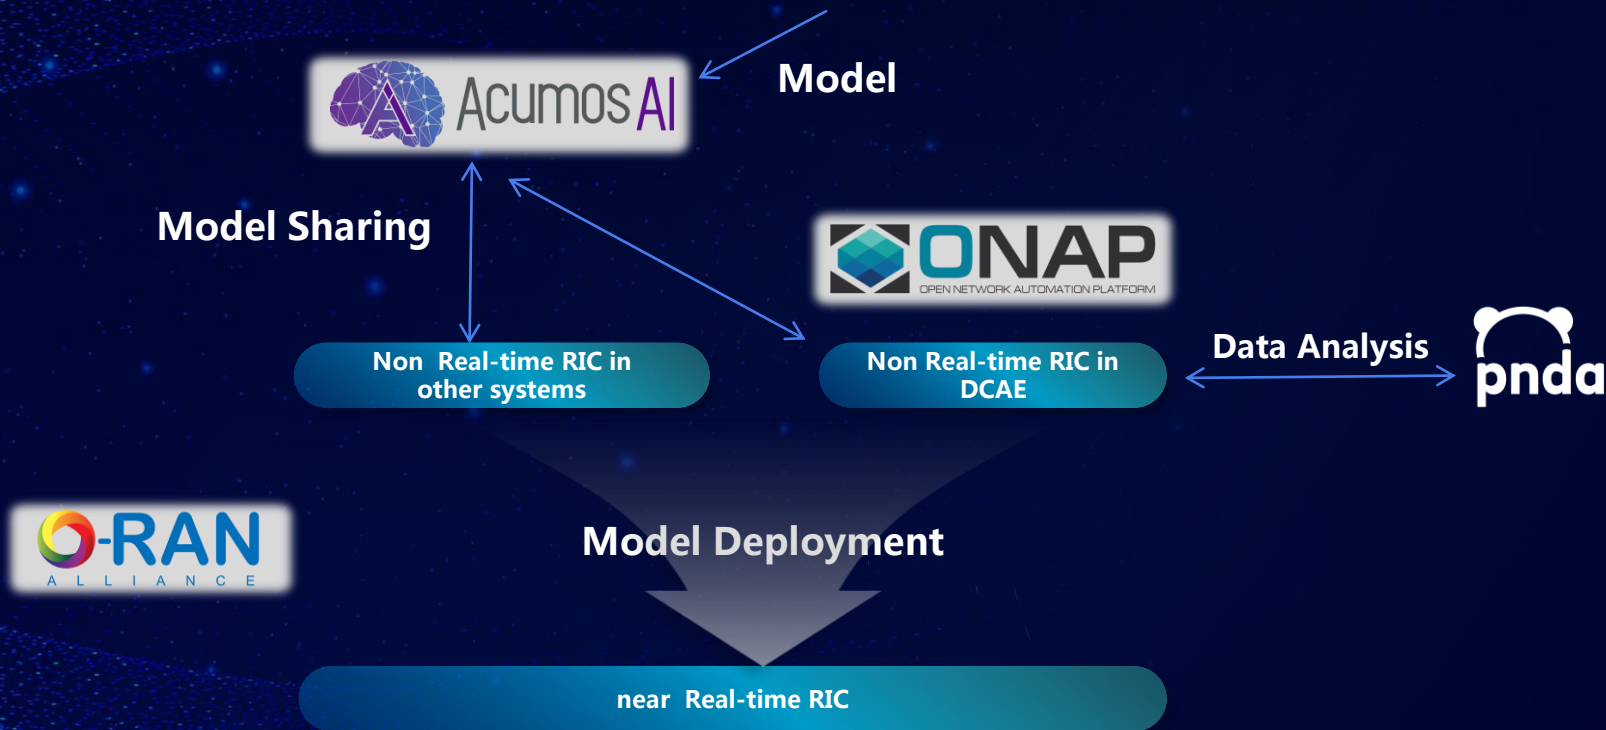 Model
Acumos AI
Model Sharing
ONAP
OPEN NETWORK AUTOMATION PLATFORM
Non  Real-time RIC in
other systems
Non Real-time RIC in
DCAE
Data Analysis
pnda
O-RAN
ALLIANCE
Model Deployment
near  Real-time RIC